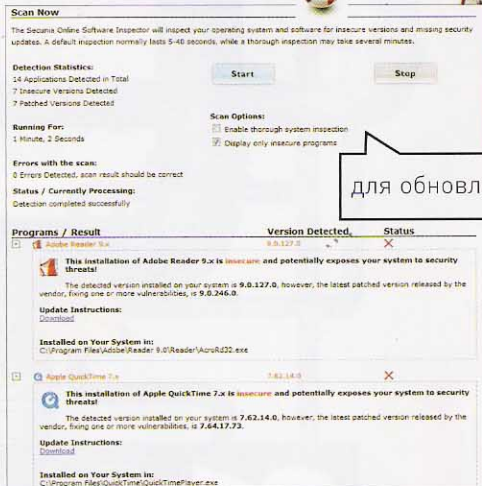 Scan Now
The Secunia Online Software Inspector will inspect your operating system and software for insecure versions and missing security
updates. A default inspection normally lasts 5-40 seconds, while a thorough inspection may take several minutes.
Detection Statistics:
14 Applications Detected in Total
7 Insecure Versions Detected
7 Patched Versions Detected
Start
Stop
Running For:
1 Minute, 2 Seconds
Scan Options:
Enable thorough system inspection
Display only insecure programs
Errors with the scan:
0 Errors Detected, scan result should be correct
Status / Currently Processing:
Detection completed successfully
для обновл
Programs / Result Version Detected, Status
Adobe Reader 9.x 9.0.127.0
This installation of Adobe Reader 9.x is insecure and potentially exposes your system to security
threats!
The detected version installed on your system is 9.0.127.0, however, the latest patched version released by the
vendor, fixing one or more vulnerabilities, is 9.0.246.0.
Update Instructions:
Download
Installed on Your System in:
C:\Program Files\Adobe\Reader 9.0\Reader\AcroRd32.exe
Apple QuickTime 7.x 7.62.14.0
This installation of Apple QuickTime 7.x is insecure and potentially exposes your system to security
threats!
The detected version installed on your system is 7.62.14.0, however, the latest patched version released by the
vendor, fixing one or more vulnerabilities, is 7.64.17.73.
Update Instructions:
Download
Installed on Your System in:
C:\Program Files\QuickTime\QuickTimePlayer.exe